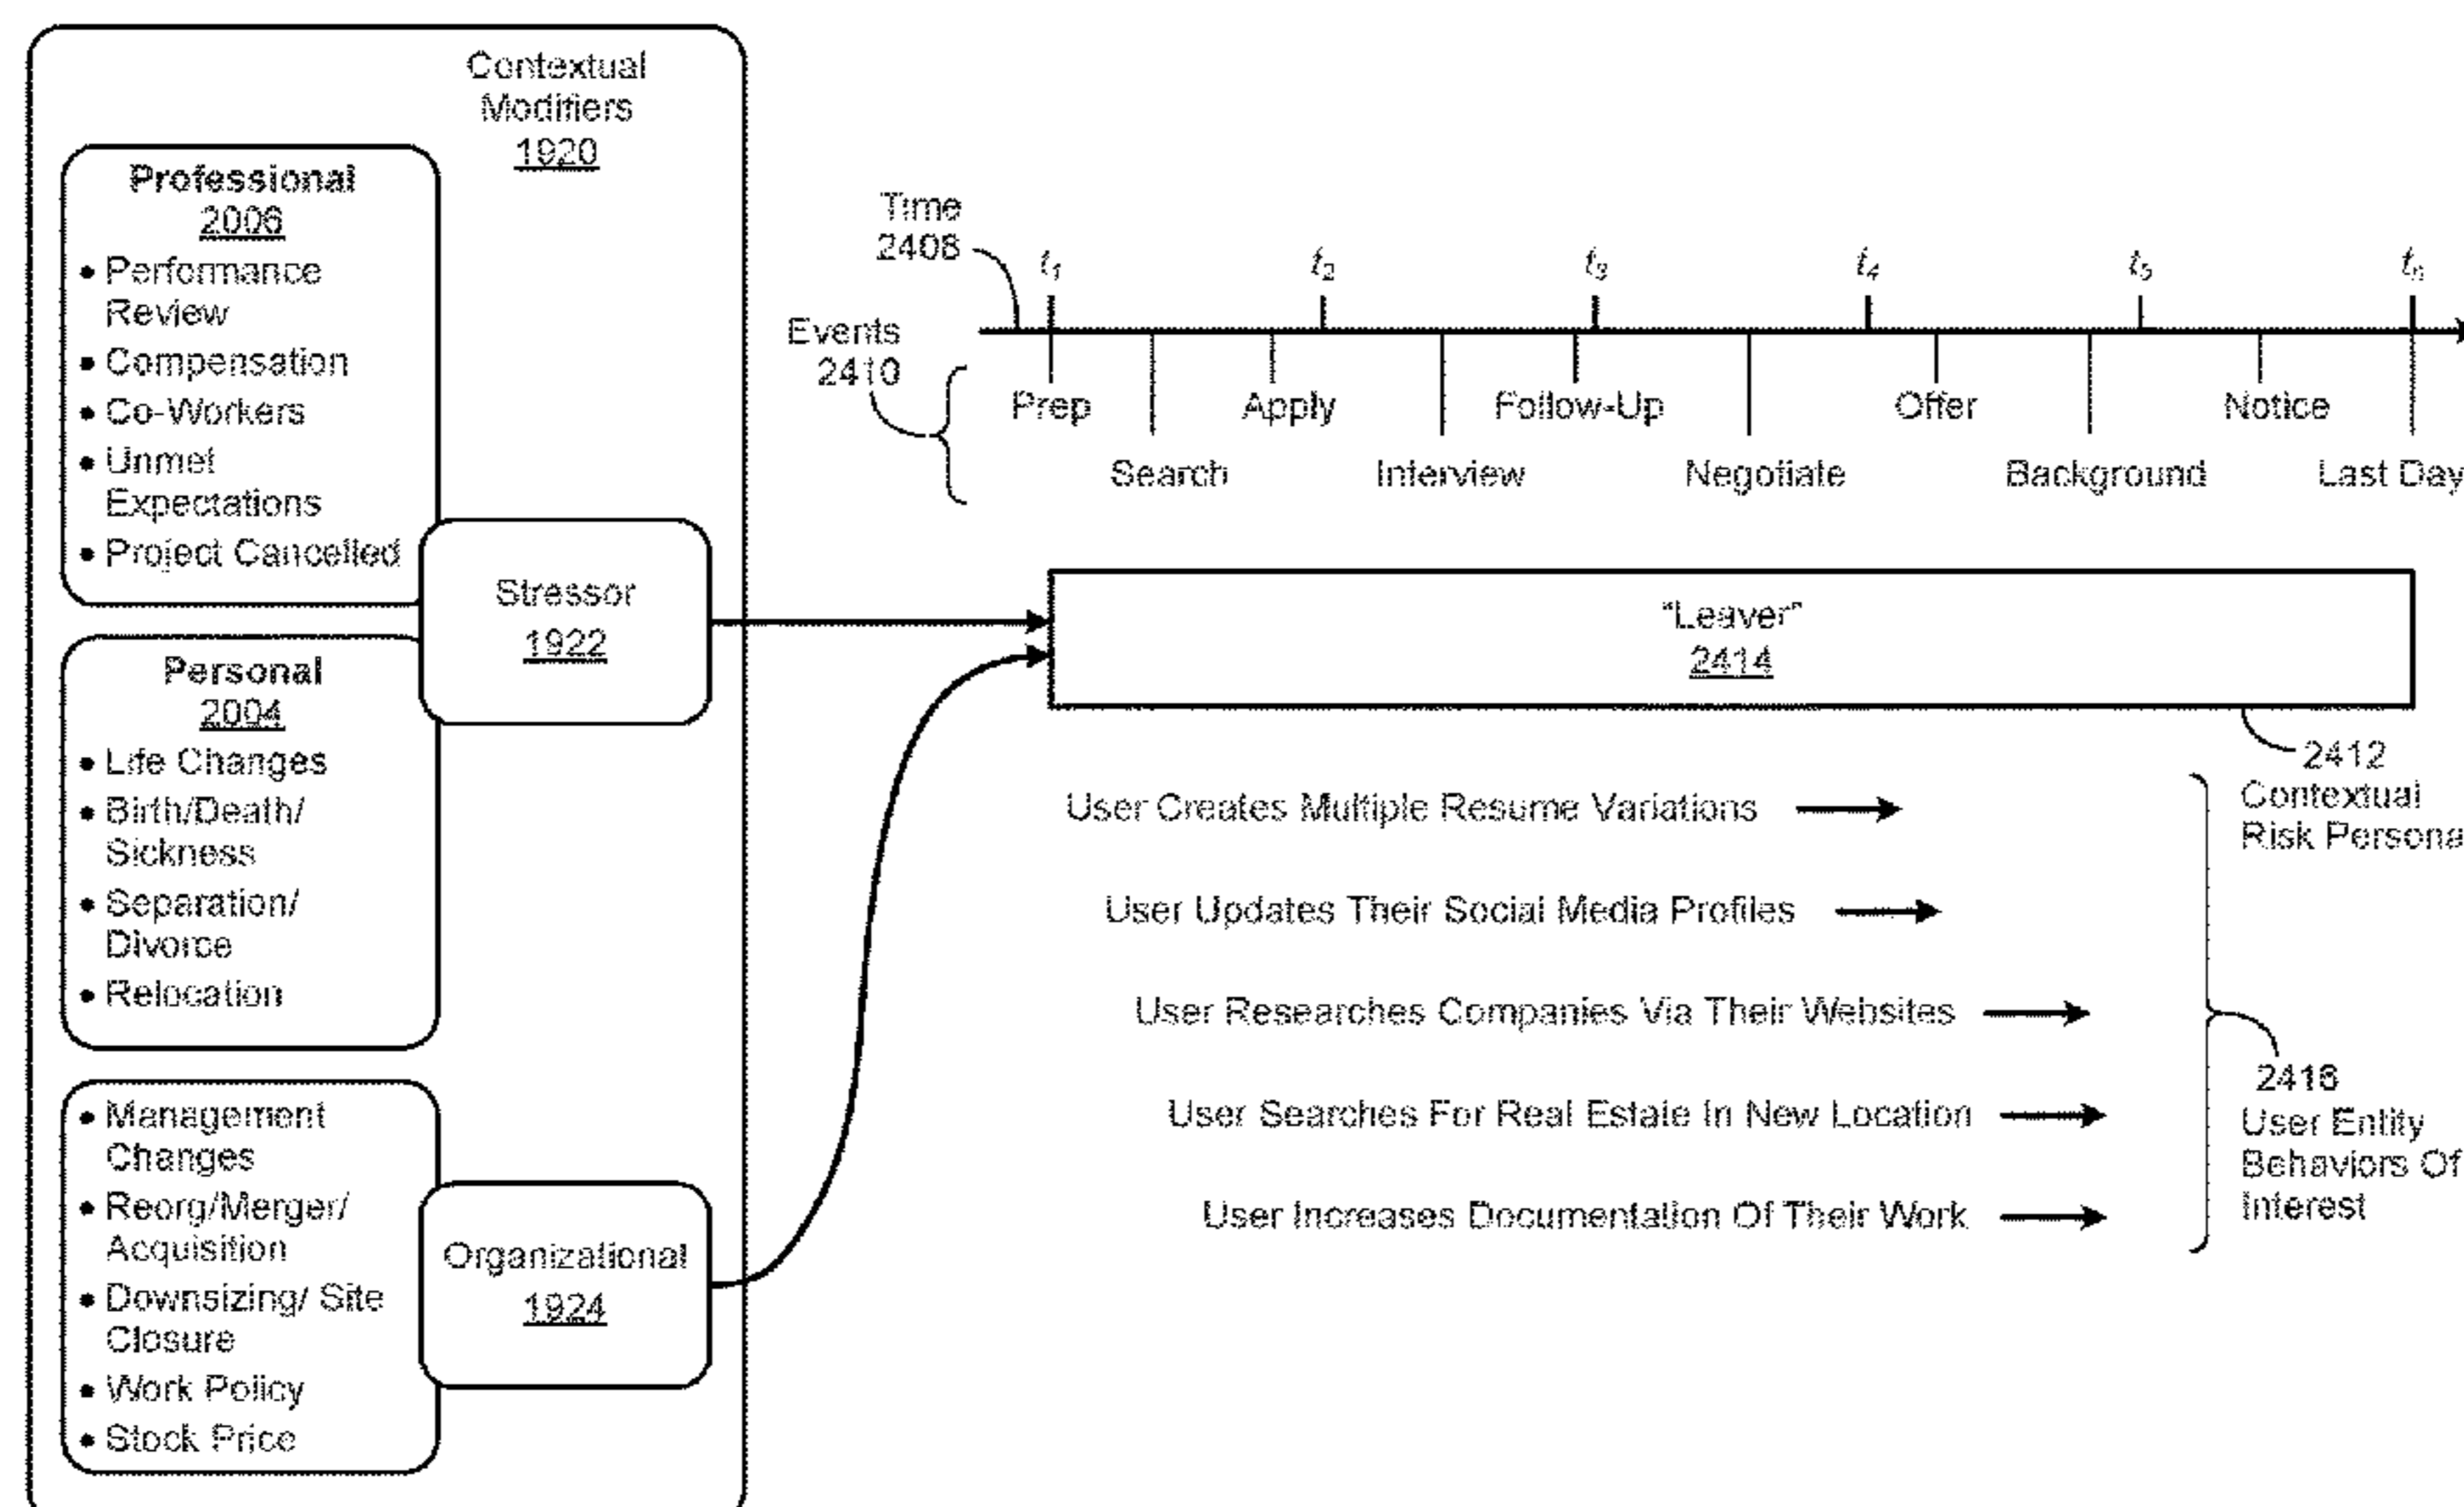 Contextual
Modifiers
1920
Professional
2006
• Performance
Review
• Compensation
• Co-Workers
• Unmet
Expectations
• Project Cancelled
Stressor
1922
Personal
2004
• Life Changes
• Birth/Death/
Sickness
• Separation/
Divorce
• Relocation
• Management
Changes
• Reorg/Merger/
Acquisition
• Downsizing/ Site
Closure
• Work Policy
• Stock Price
Organizational
1924
Time
2408
t1
t2
t3
t4
t5
tn
Events
2410
Prep
Apply
Follow-Up
Offer
Notice
Search
Interview
Negotiate
Background
Last Day
"Leaver"
2414
2412
Contextual
Risk Persona
User Creates Multiple Resume Variations
User Updates Their Social Media Profiles
User Researches Companies Via Their Websites
User Searches For Real Estate In New Location
User Increases Documentation Of Their Work
2416
User Entity
Behaviors Of
Interest